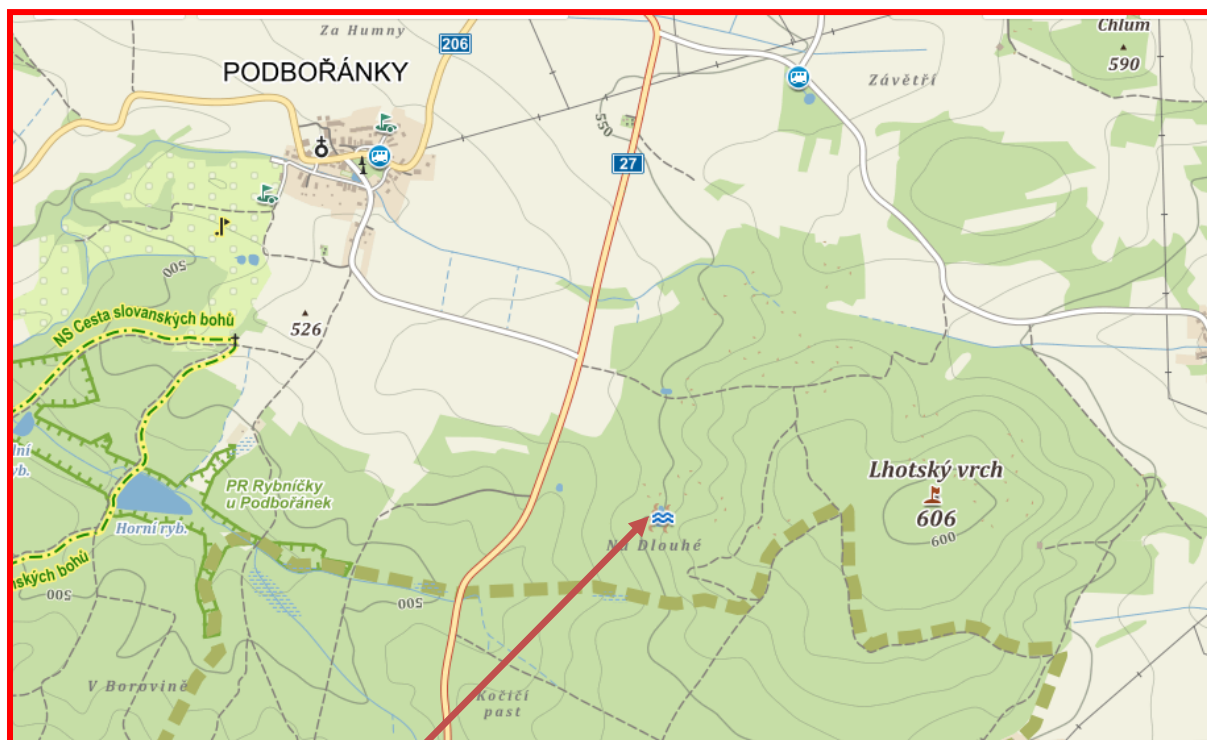 Za Humny
206
Chlum
590
PODBOŘÁNKY
Závětří
550
27
500
NS Cesta slovanských bohů
526
PR Rybníčky
u Podbořánek
Horní ryb.
Lhotský vrch
606
600
Na Dlouhé
nských bohů
500
500
V Borovině
Kočičí
past